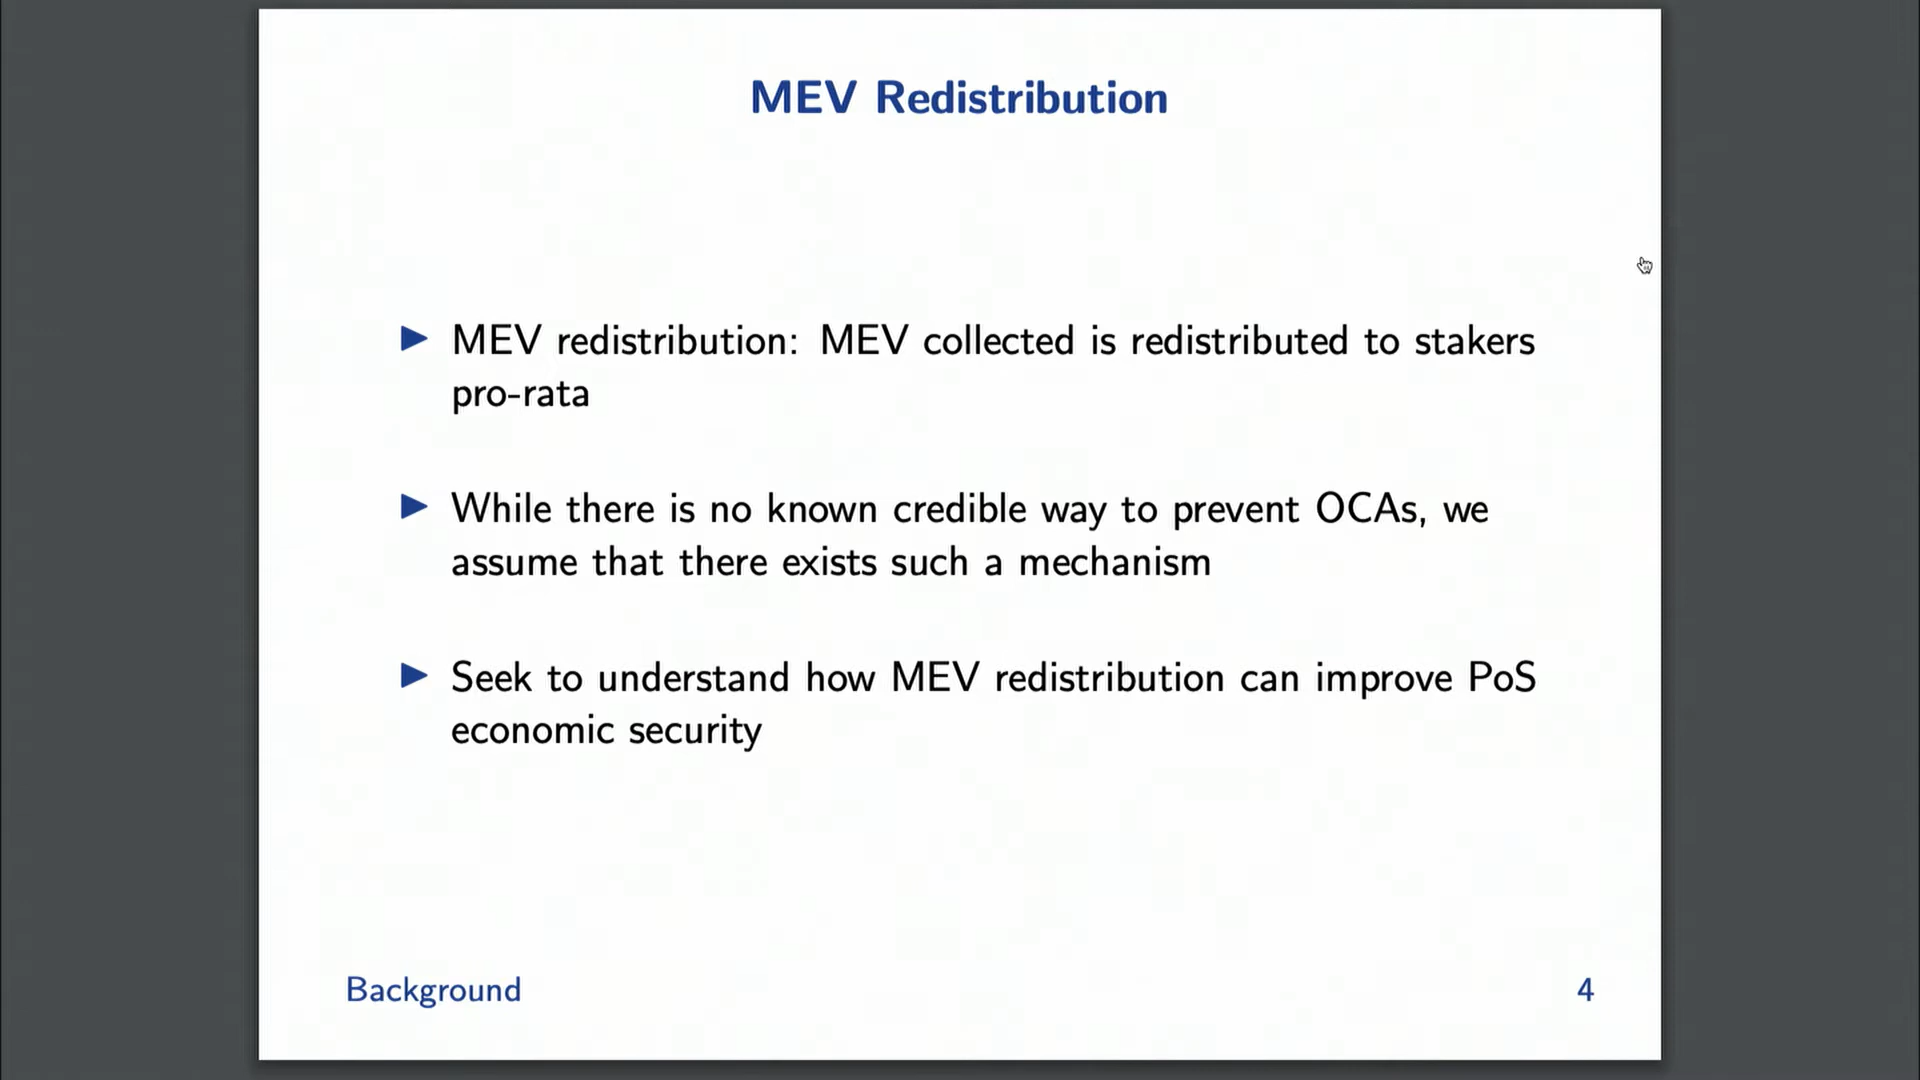 MEV Redistribution
MEV redistribution: MEV collected is redistributed to stakers
pro-rata
While there is no known credible way to prevent OCAs, we
assume that there exists such a mechanism
Seek to understand how MEV redistribution can improve PoS
economic security
Background
4